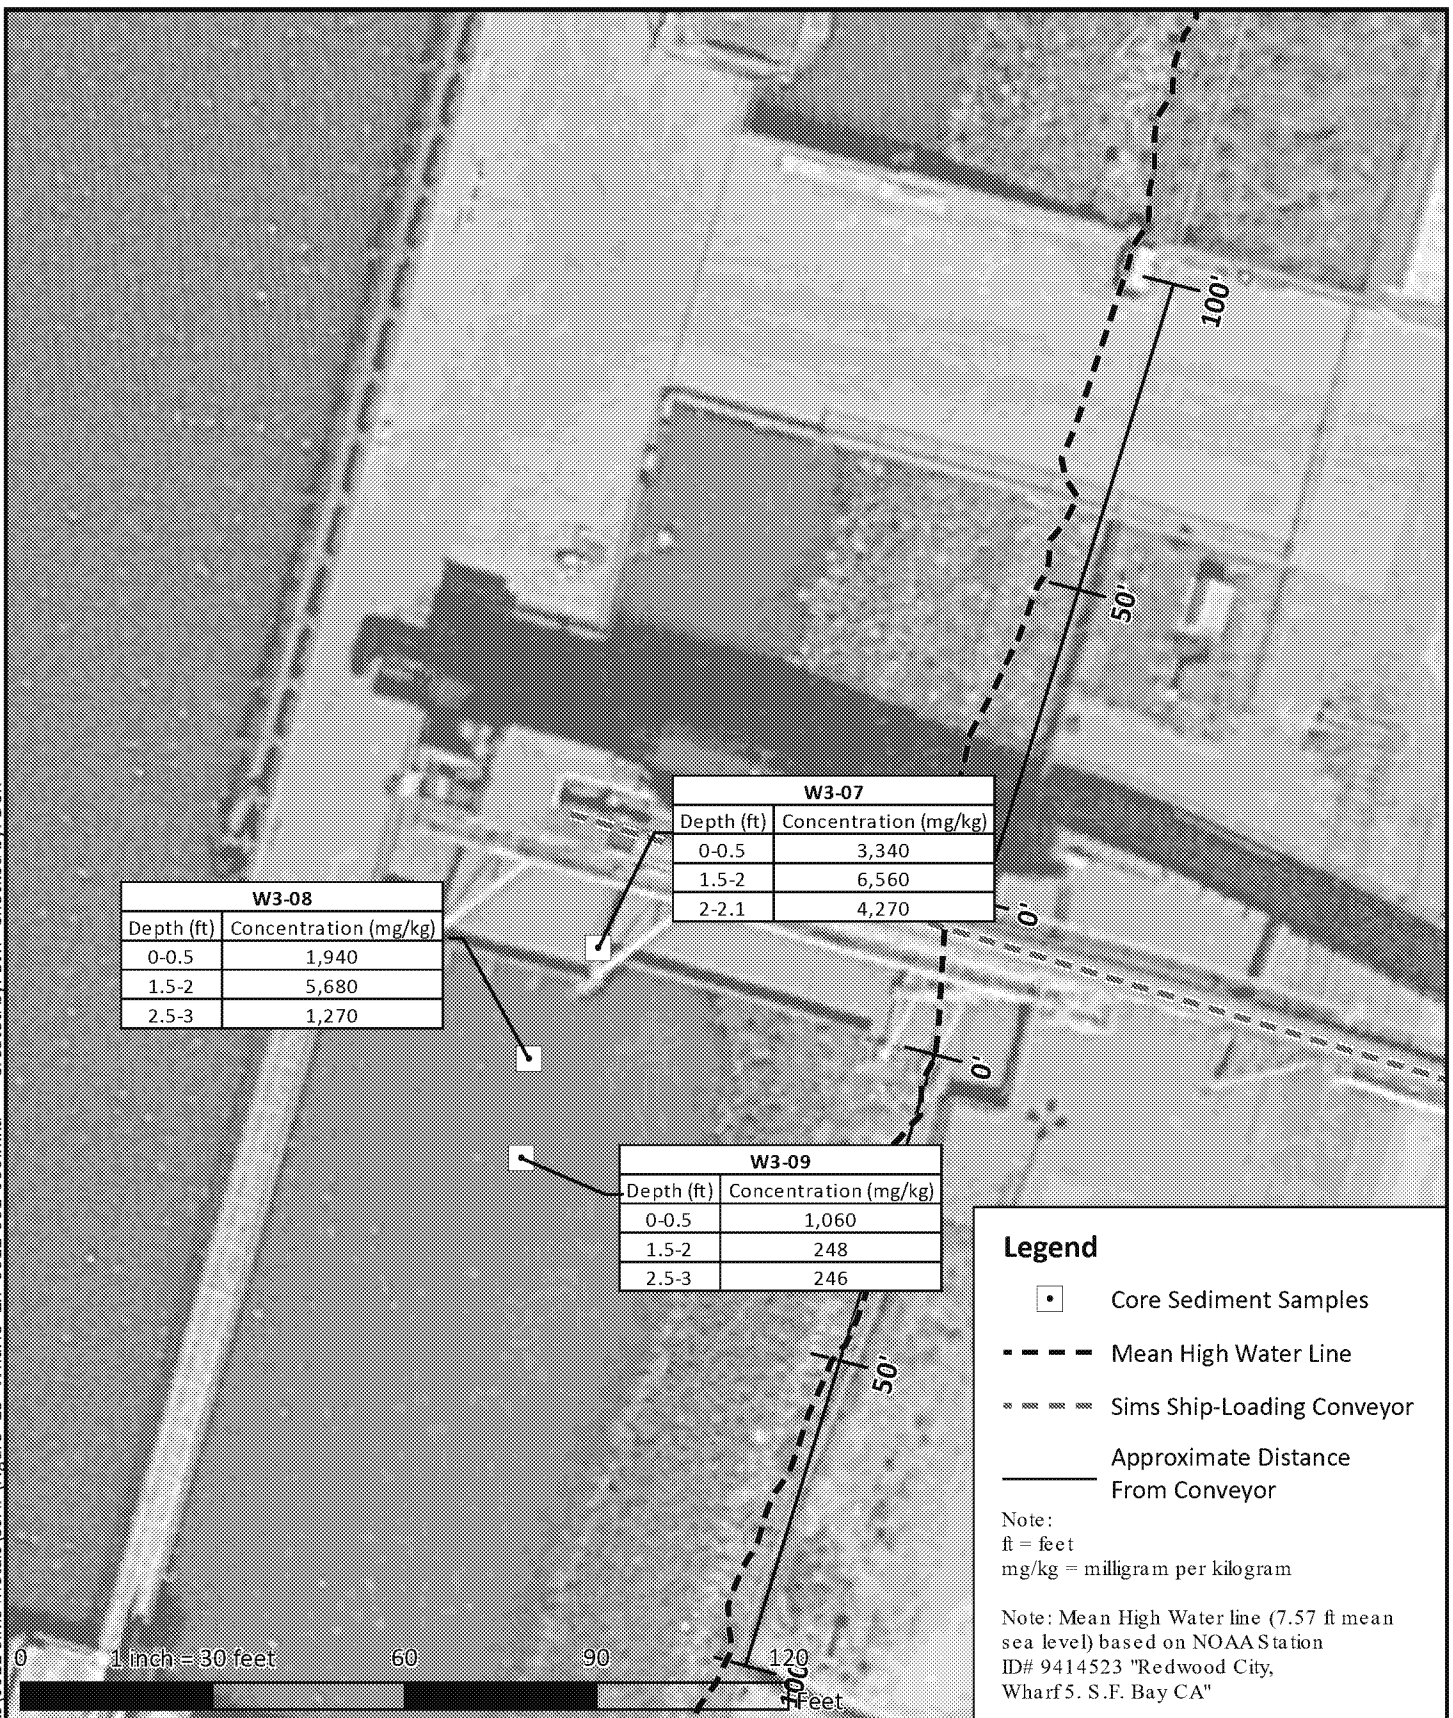 100'
50'
W3-07
Depth (ft) Concentration (mg/kg)
0-0.5 3,340
1.5-2 6,560
2-2.1 4,270
0'
W3-08
Depth (ft) Concentration (mg/kg)
0-0.5 1,940
1.5-2 5,680
2.5-3 1,270
0'
W3-09
Depth (ft) Concentration (mg/kg)
0-0.5 1,060
1.5-2 248
2.5-3 246
50'
Legend
Core Sediment Samples
Mean High Water Line
Sims Ship-Loading Conveyor
Approximate Distance
From Conveyor
Note:
ft = feet
mg/kg = milligram per kilogram
Note: Mean High Water line (7.57 ft mean
sea level) based on NOAA Station
ID# 9414523 "Redwood City,
Wharf 5. S.F. Bay CA"
0 1 inch = 30 feet 60 90 120
100
Feet